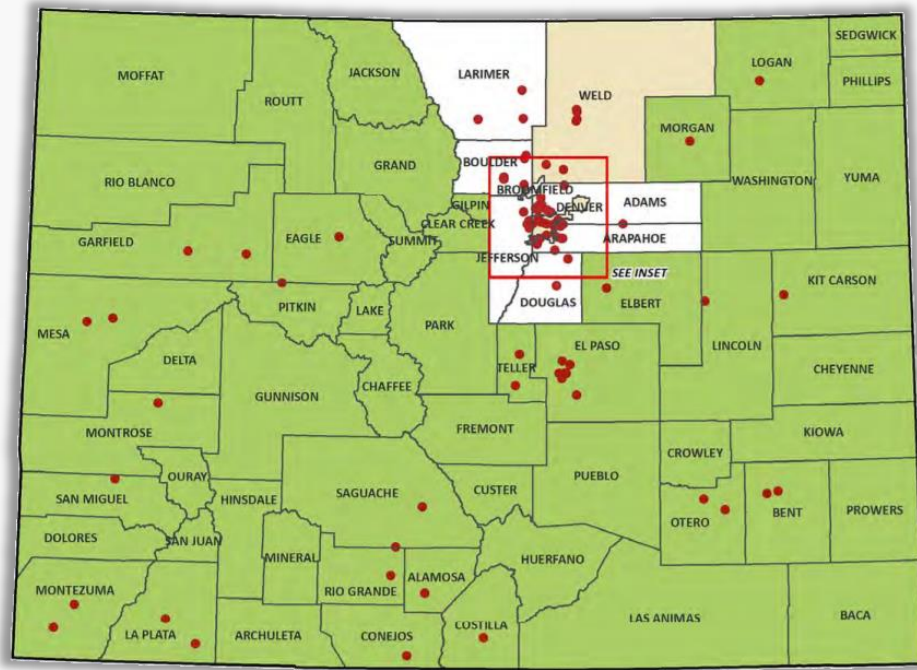 SEDGWICK
LOGAN
JACKSON
LARIMER
MOFFAT
PHILLIPS
ROUTT
WELD
MORGAN
BOULDER
GRAND
YUMA
WASHINGTON
RIO BLANCO
BROOMFIELD
GILPIN
DENVER
ADAMS
CLEAR CREEK
GARFIELD
EAGLE
SUMMIT
ARAPAHOE
JEFFERSON
SEE INSET
KIT CARSON
DOUGLAS
ELBERT
PITKIN
LAKE
PARK
MESA
LINCOLN
EL PASO
DELTA
TELLER
CHEYENNE
CHAFFEE
GUNNISON
FREMONT
MONTROSE
KIOWA
CROWLEY
OURAY
PUEBLO
SAN MIGUEL
HINSDALE
SAGUACHE
CUSTER
OTERO
BENT
PROWERS
DOLORES
SAN JUAN
MINERAL
HUERFANO
ALAMOSA
MONTEZUMA
RIO GRANDE
LAS ANIMAS
BACA
COSTILLA
LA PLATA
ARCHULETA
CONEJOS